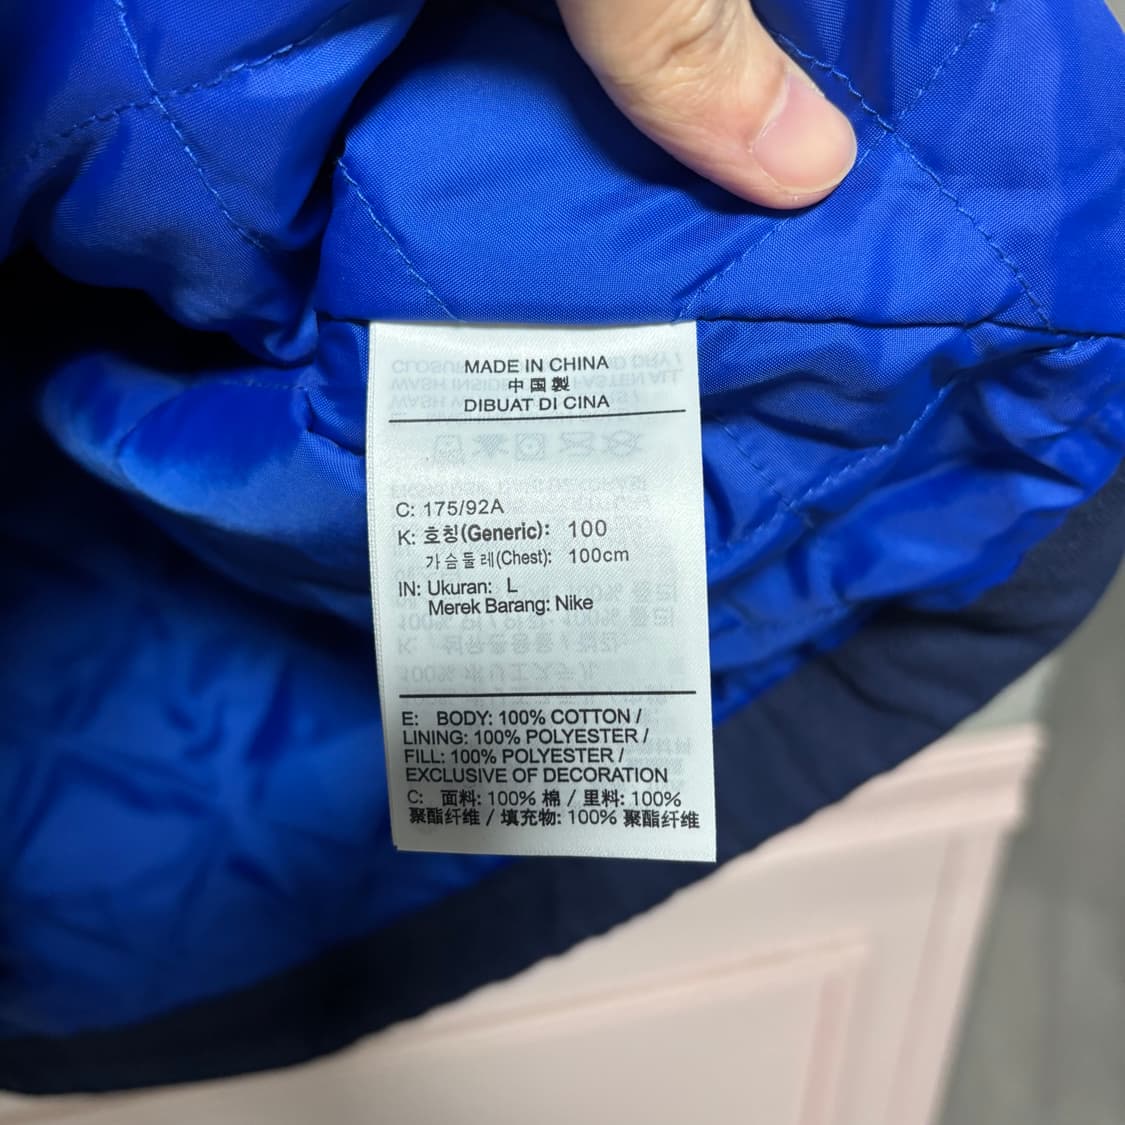 MADE IN CHINA
中国製
DIBUAT DI CINA
C: 175/92A
K: 호칭(Generic): 100
가슴둘레(Chest): 100cm
IN: Ukuran: L
Merek Barang: Nike
E: BODY: 100% COTTON /
LINING: 100% POLYESTER /
FILL: 100% POLYESTER /
EXCLUSIVE OF DECORATION
C: 面料: 100% 棉 / 里料: 100%
聚酯纤维 / 填充物: 100% 聚酯纤维